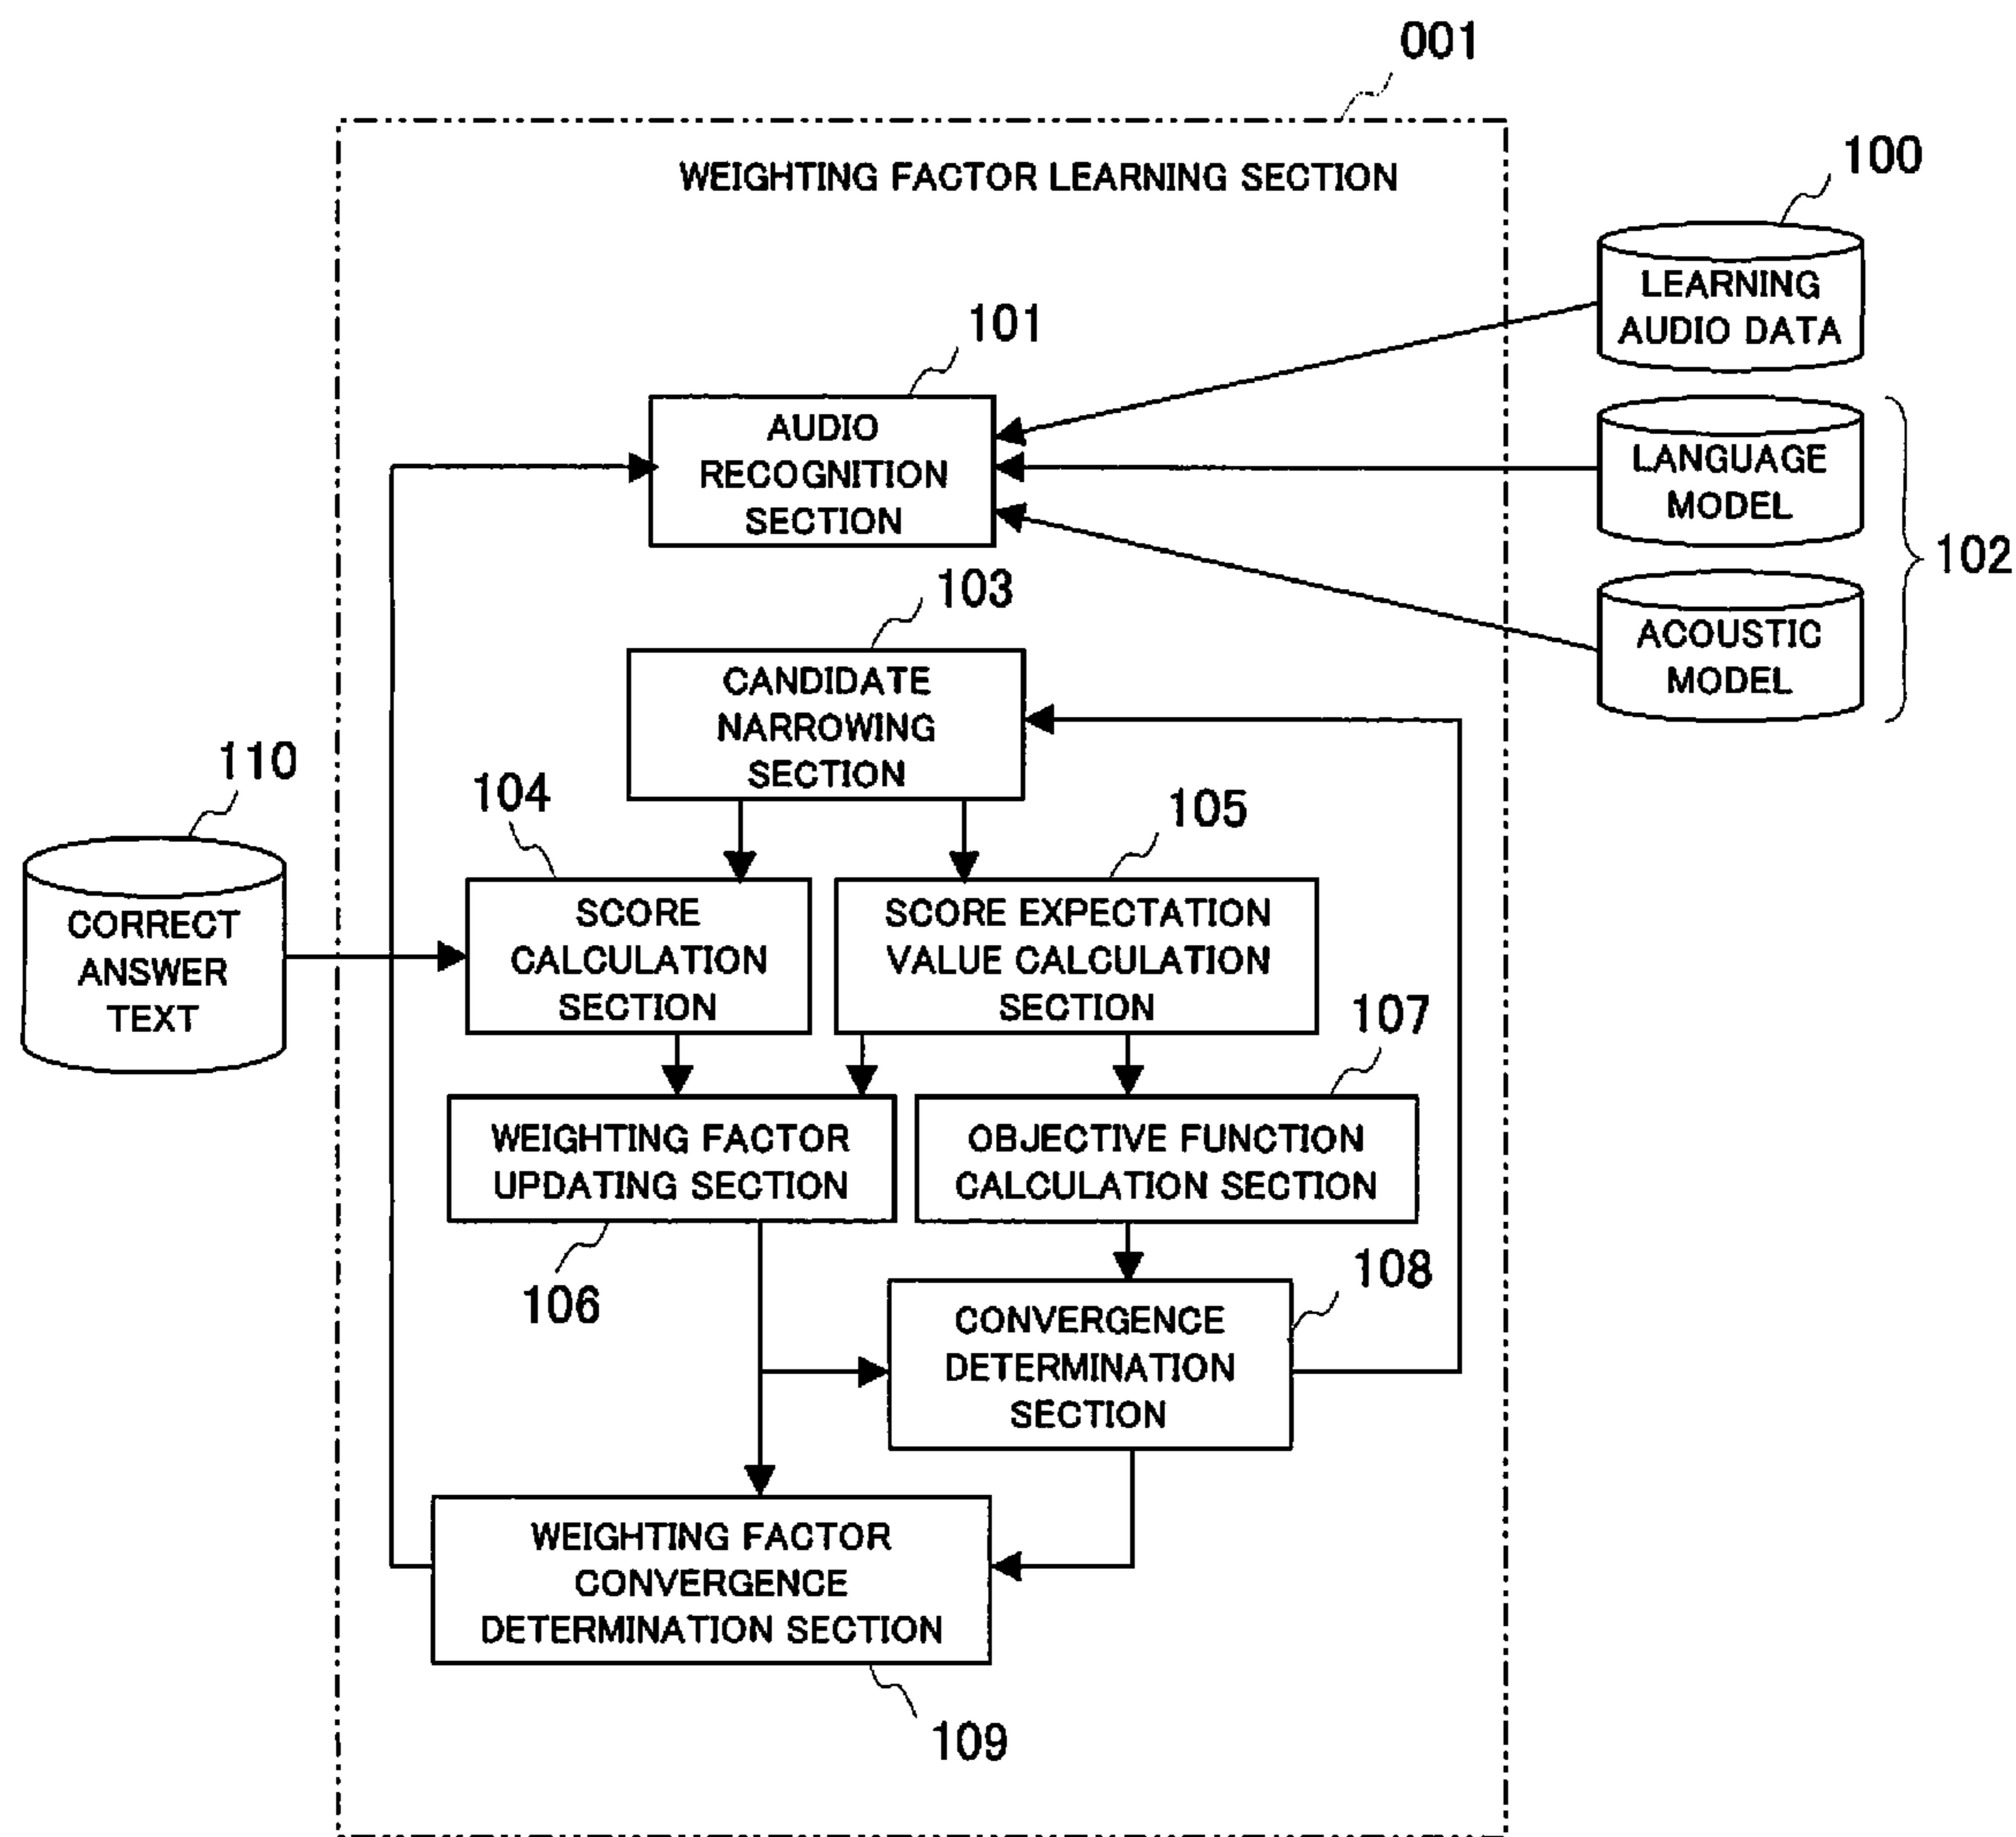 001
WEIGHTING FACTOR LEARNING SECTION
100
LEARNING
AUDIO DATA
101
AUDIO
RECOGNITION
SECTION
LANGUAGE
MODEL
102
ACOUSTIC
MODEL
103
CANDIDATE
NARROWING
SECTION
110
CORRECT
ANSWER
TEXT
104
SCORE
CALCULATION
SECTION
105
SCORE EXPECTATION
VALUE CALCULATION
SECTION
107
WEIGHTING FACTOR
UPDATING SECTION
106
OBJECTIVE FUNCTION
CALCULATION SECTION
108
CONVERGENCE
DETERMINATION
SECTION
WEIGHTING FACTOR
CONVERGENCE
DETERMINATION SECTION
109